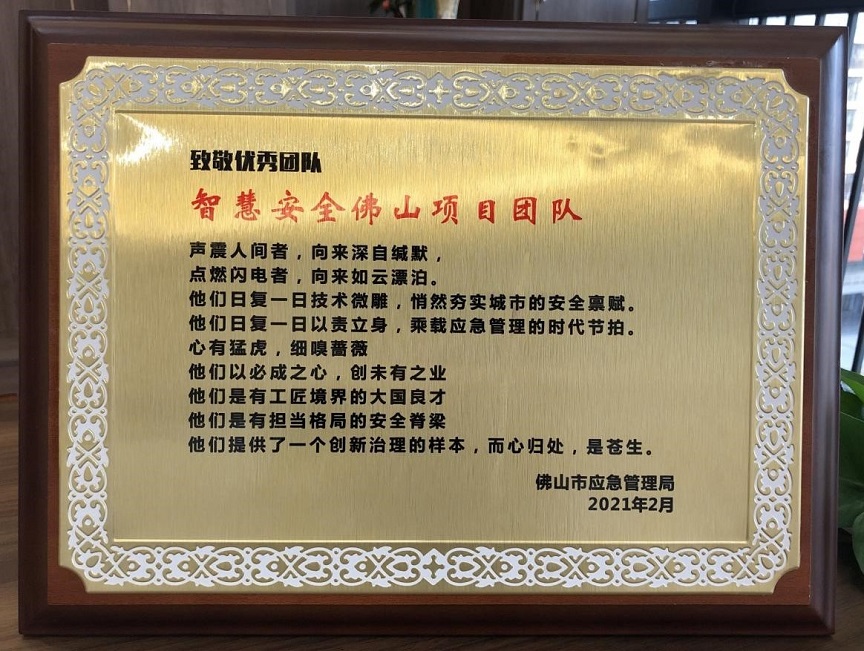 致敬优秀团队
智慧安全佛山项目团队
声震人间者，向来深自缄默，
点燃闪电者，向来如云漂泊。
他们日复一日技术微雕，悄然夯实城市的安全禀赋。
他们日复一日以责立身，乘载应急管理的时代节拍。
心有猛虎，细嗅蔷薇
他们以必成之心，创未有之业
他们是有工匠境界的大国良才
他们是有担当格局的安全脊梁
他们提供了一个创新治理的样本，而心归处，是苍生。
佛山市应急管理局
2021年2月